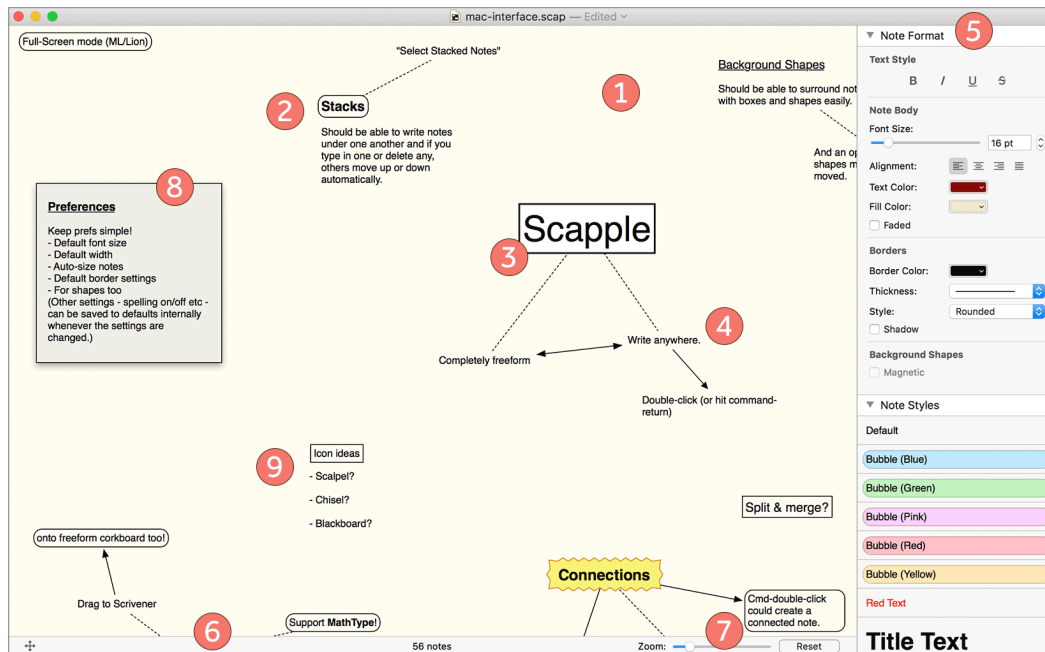 mac-interface.scap — Edited
Full-Screen mode (ML/Lion)
"Select Stacked Notes"
1
2
Stacks
Should be able to write notes
under one another and if you
type in one or delete any,
others move up or down
automatically.
Background Shapes
Should be able to surround not
with boxes and shapes easily.
And an op
shapes m
moved.
8
Preferences
Keep prefs simple!
- Default font size
- Default width
- Auto-size notes
- Default border settings
- For shapes too
(Other settings - spelling on/off etc -
can be saved to defaults internally
whenever the settings are
changed.)
Scapple
3
4
Write anywhere.
Completely freeform
Double-click (or hit command-
return)
9
Icon ideas
- Scalpel?
- Chisel?
- Blackboard?
Split & merge?
onto freeform corkboard too!
Drag to Scrivener
6
Support MathType!
Connections
Cmd-double-click
could create a
connected note.
7
56 notes
Zoom:
Reset
Note Format
5
Text Style
B I U S
Note Body
Font Size:
16 pt
Alignment:
Text Color:
Fill Color:
Faded
Borders
Border Color:
Thickness:
Style:
Rounded
Shadow
Background Shapes
Magnetic
Note Styles
Default
Bubble (Blue)
Bubble (Green)
Bubble (Pink)
Bubble (Red)
Bubble (Yellow)
Red Text
Title Text